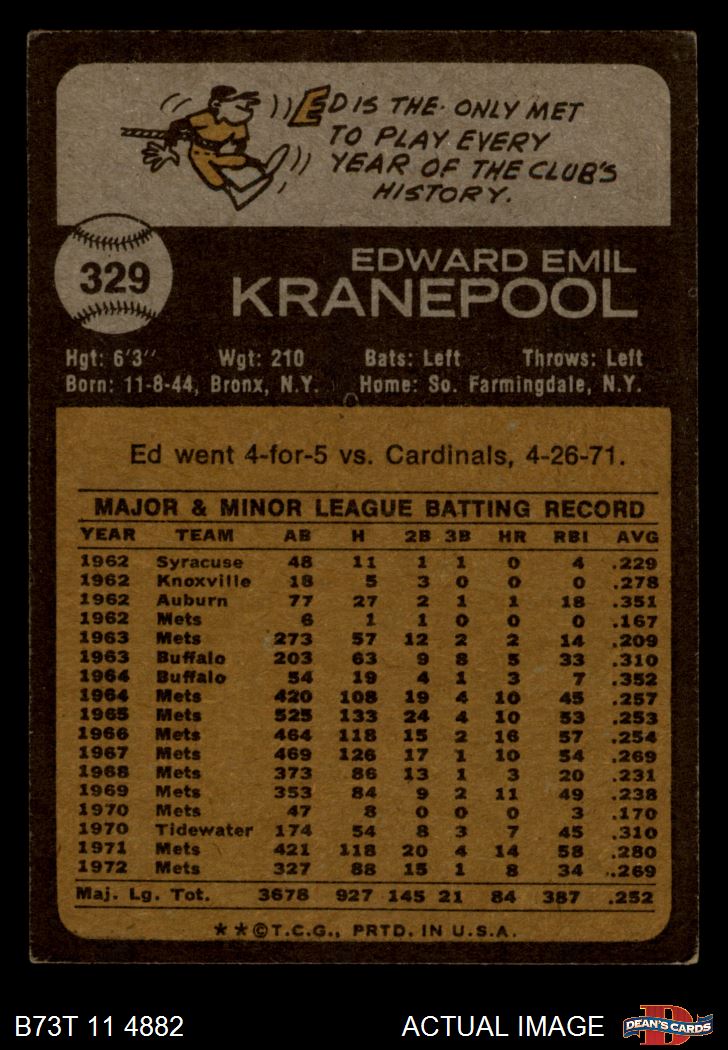 ED IS THE ONLY MET
TO PLAY EVERY
YEAR OF THE CLUB'S
HISTORY.
329
EDWARD EMIL
KRANEPOOL
Hgt: 6'3" Wgt: 210 Bats: Left Throws: Left
Born: 11-8-44, Bronx, N.Y. Home: So. Farmingdale, N.Y.
Ed went 4-for-5 vs. Cardinals, 4-26-71.
MAJOR & MINOR LEAGUE BATTING RECORD
YEAR TEAM AB H 2B 3B HR RBI AVG
1962 Syracuse 48 11 1 1 0 4 .229
1962 Knoxville 18 5 3 0 0 0 .278
1962 Auburn 77 27 2 1 1 18 .351
1962 Mets 6 1 1 0 0 0 .167
1963 Mets 273 57 12 2 2 14 .209
1963 Buffalo 203 63 9 8 5 33 .310
1964 Buffalo 54 19 4 1 3 7 .352
1964 Mets 420 108 19 4 10 45 .257
1965 Mets 525 133 24 4 10 53 .253
1966 Mets 464 118 15 2 16 57 .254
1967 Mets 469 126 17 1 10 54 .269
1968 Mets 373 86 13 1 3 20 .231
1969 Mets 353 84 9 2 11 49 .238
1970 Mets 47 8 0 0 0 3 .170
1970 Tidewater 174 54 8 3 7 45 .310
1971 Mets 421 118 20 4 14 58 .280
1972 Mets 327 88 15 1 8 34 .269
Maj. Lg. Tot. 3678 927 145 21 84 387 .252
★★©T.C.G., PRTD. IN U.S.A.
B73T 11 4882 ACTUAL IMAGE
D
DEAN'S CARDS